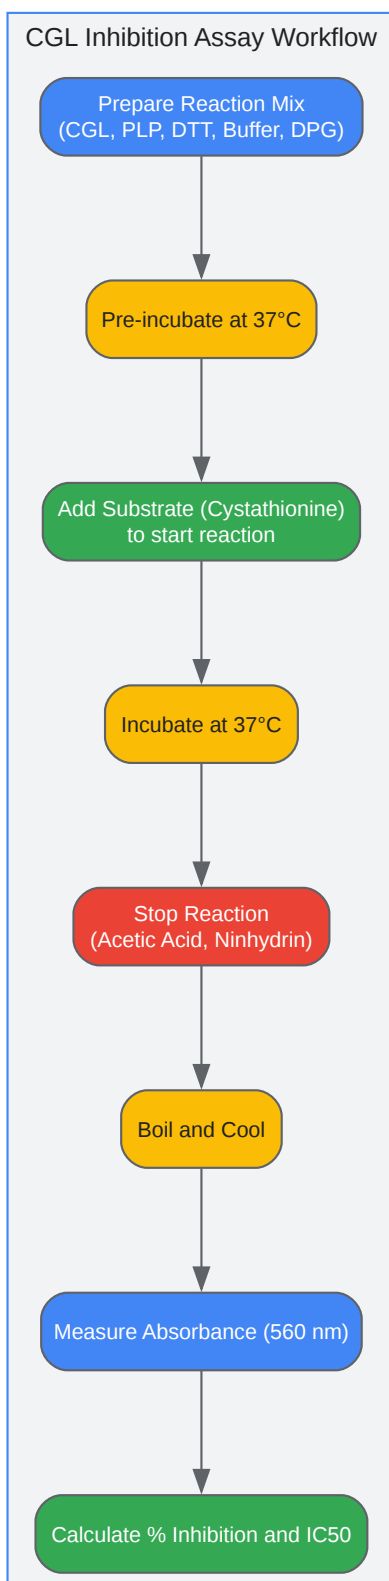 CGL Inhibition Assay Workflow
Prepare Reaction Mix
(CGL, PLP, DTT, Buffer, DPG)
Pre-incubate at 37°C
Add Substrate (Cystathionine)
to start reaction
Incubate at 37°C
Stop Reaction
(Acetic Acid, Ninhydrin)
Boil and Cool
Measure Absorbance (560 nm)
Calculate % Inhibition and IC50